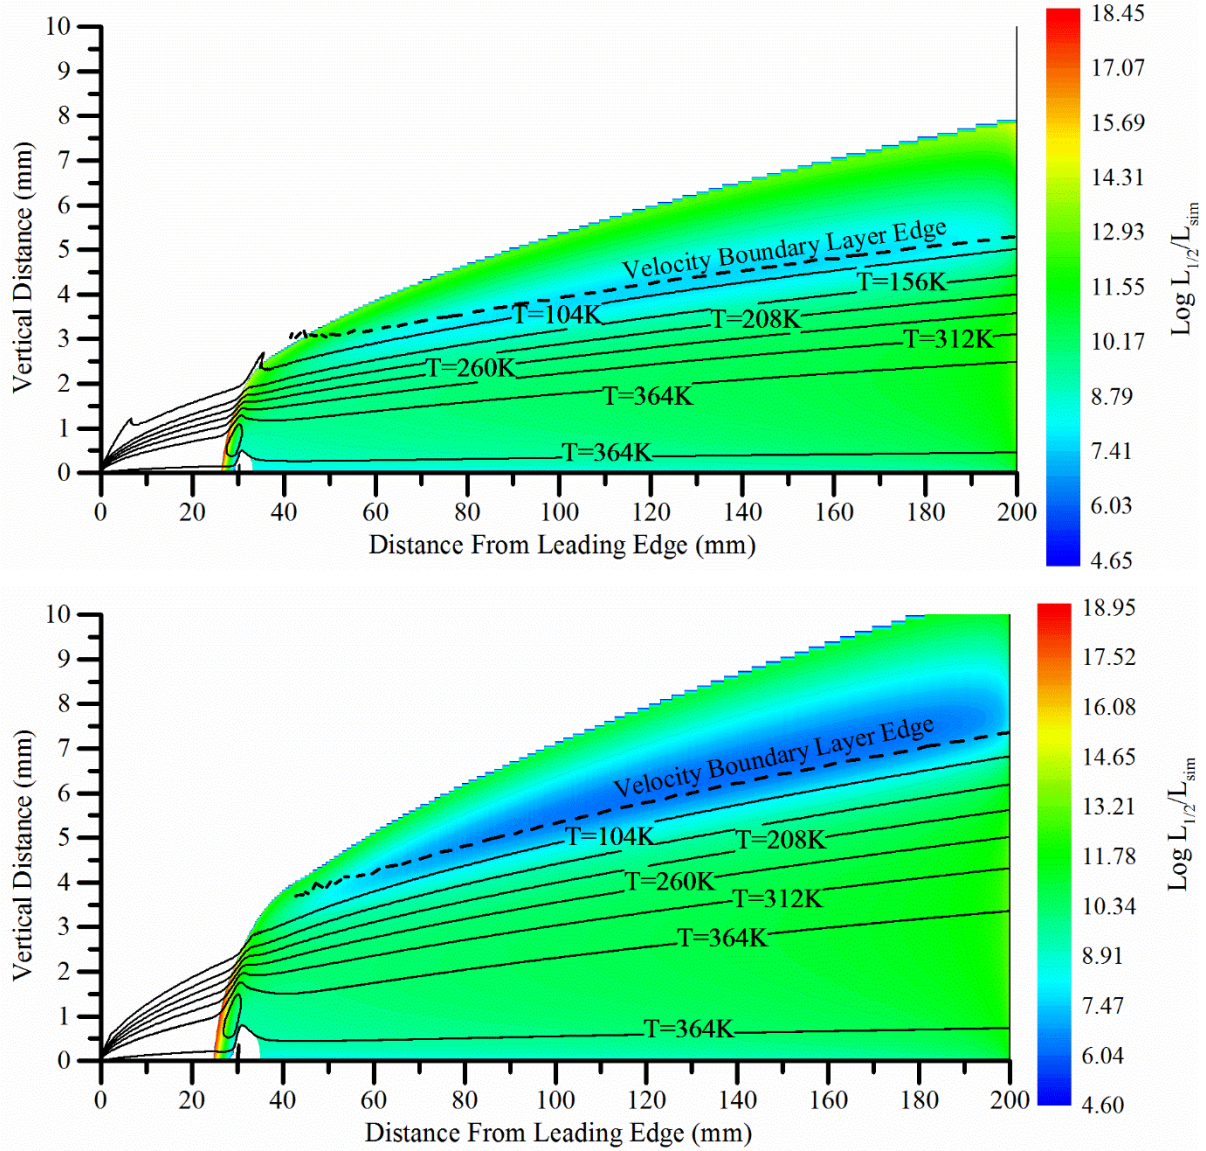 10
9
8
7
6
5
4
3
2
1
0
Vertical Distance (mm)
Velocity Boundary Layer Edge
T=156K
T=104K
T=208K
T=312K
T=260K
T=364K
T=364K
0 20 40 60 80 100 120 140 160 180 200
Distance From Leading Edge (mm)
18.45
17.07
15.69
14.31
12.93
11.55
10.17
8.79
7.41
6.03
4.65
Log L1/2/Lsim
10
9
8
7
6
5
4
3
2
1
0
Vertical Distance (mm)
Velocity Boundary Layer Edge
T=104K
T=208K
T=260K
T=312K
T=364K
T=364K
0 20 40 60 80 100 120 140 160 180 200
Distance From Leading Edge (mm)
18.95
17.52
16.08
14.65
13.21
11.78
10.34
8.91
7.47
6.04
4.60
Log L1/2/Lsim